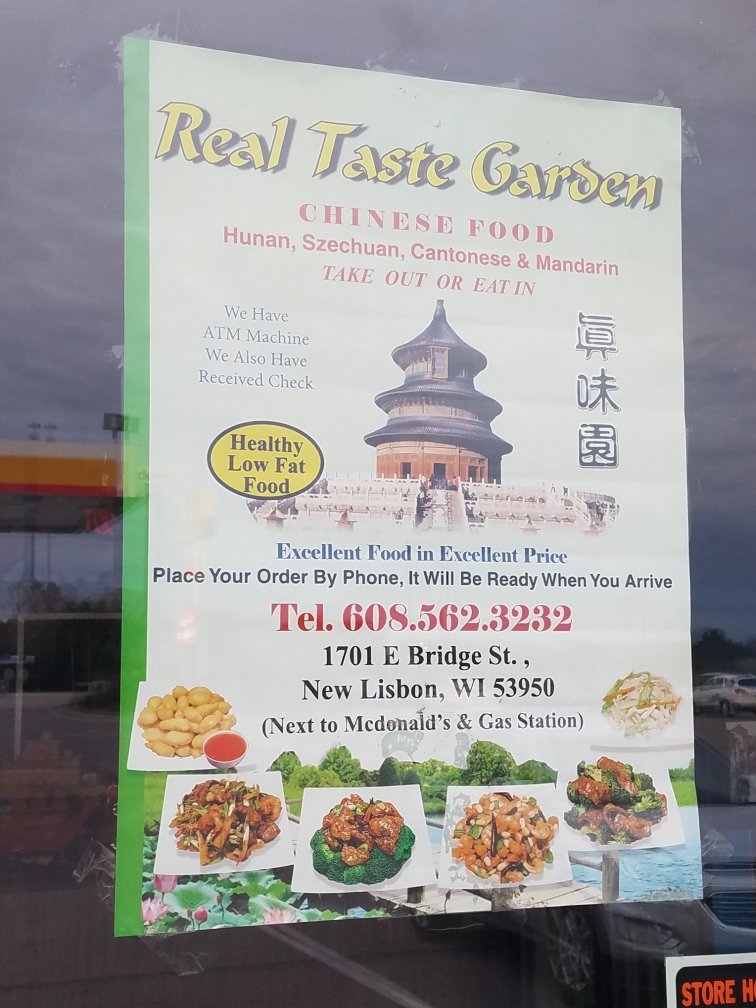 Real Taste Garden
CHINESE FOOD
Hunan, Szechuan, Cantonese & Mandarin
TAKE OUT OR EAT IN
We Have
ATM Machine
We Also Have
Received Check
眞
味
園
Healthy
Low Fat
Food
Excellent Food in Excellent Price
Place Your Order By Phone, It Will Be Ready When You Arrive
Tel. 608.562.3232
1701 E Bridge St. ,
New Lisbon, WI 53950
(Next to Mcdonald's & Gas Station)
STORE